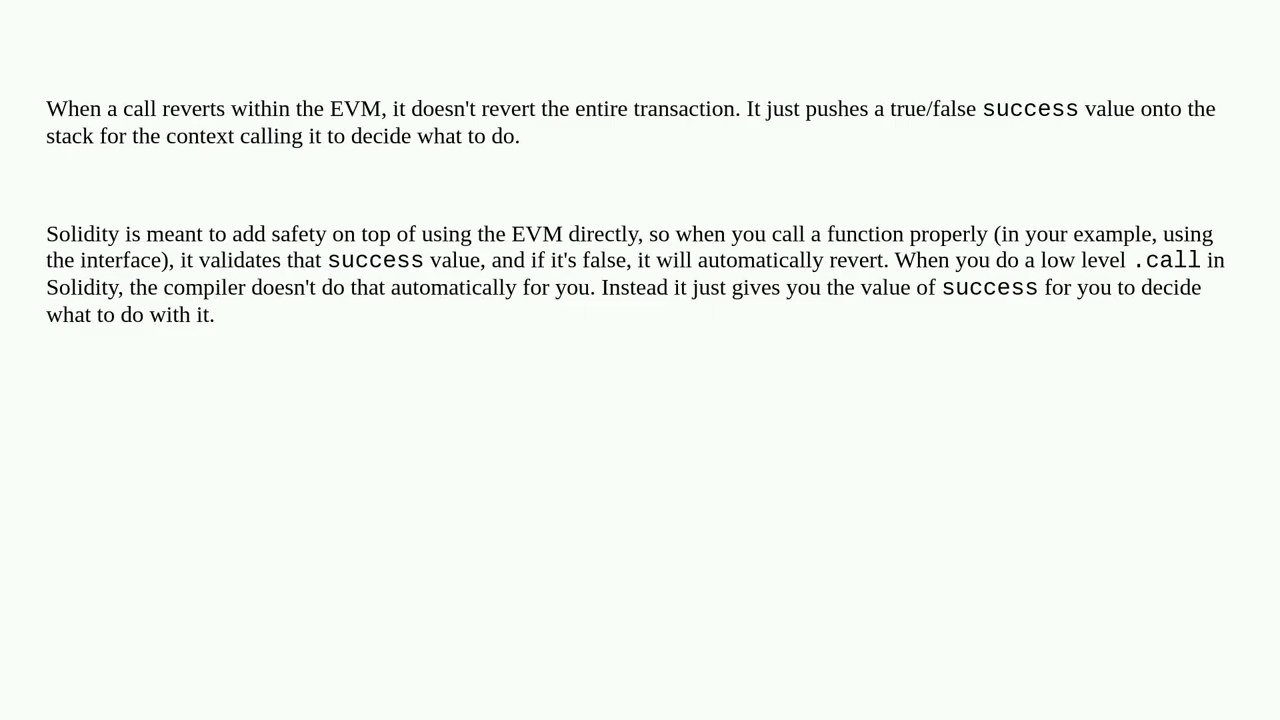 When a call reverts within the EVM, it doesn't revert the entire transaction. It just pushes a true/false success value onto the
stack for the context calling it to decide what to do.
Solidity is meant to add safety on top of using the EVM directly, so when you call a function properly (in your example, using
the interface), it validates that success value, and if it's false, it will automatically revert. When you do a low level .call in
Solidity, the compiler doesn't do that automatically for you. Instead it just gives you the value of success for you to decide
what to do with it.